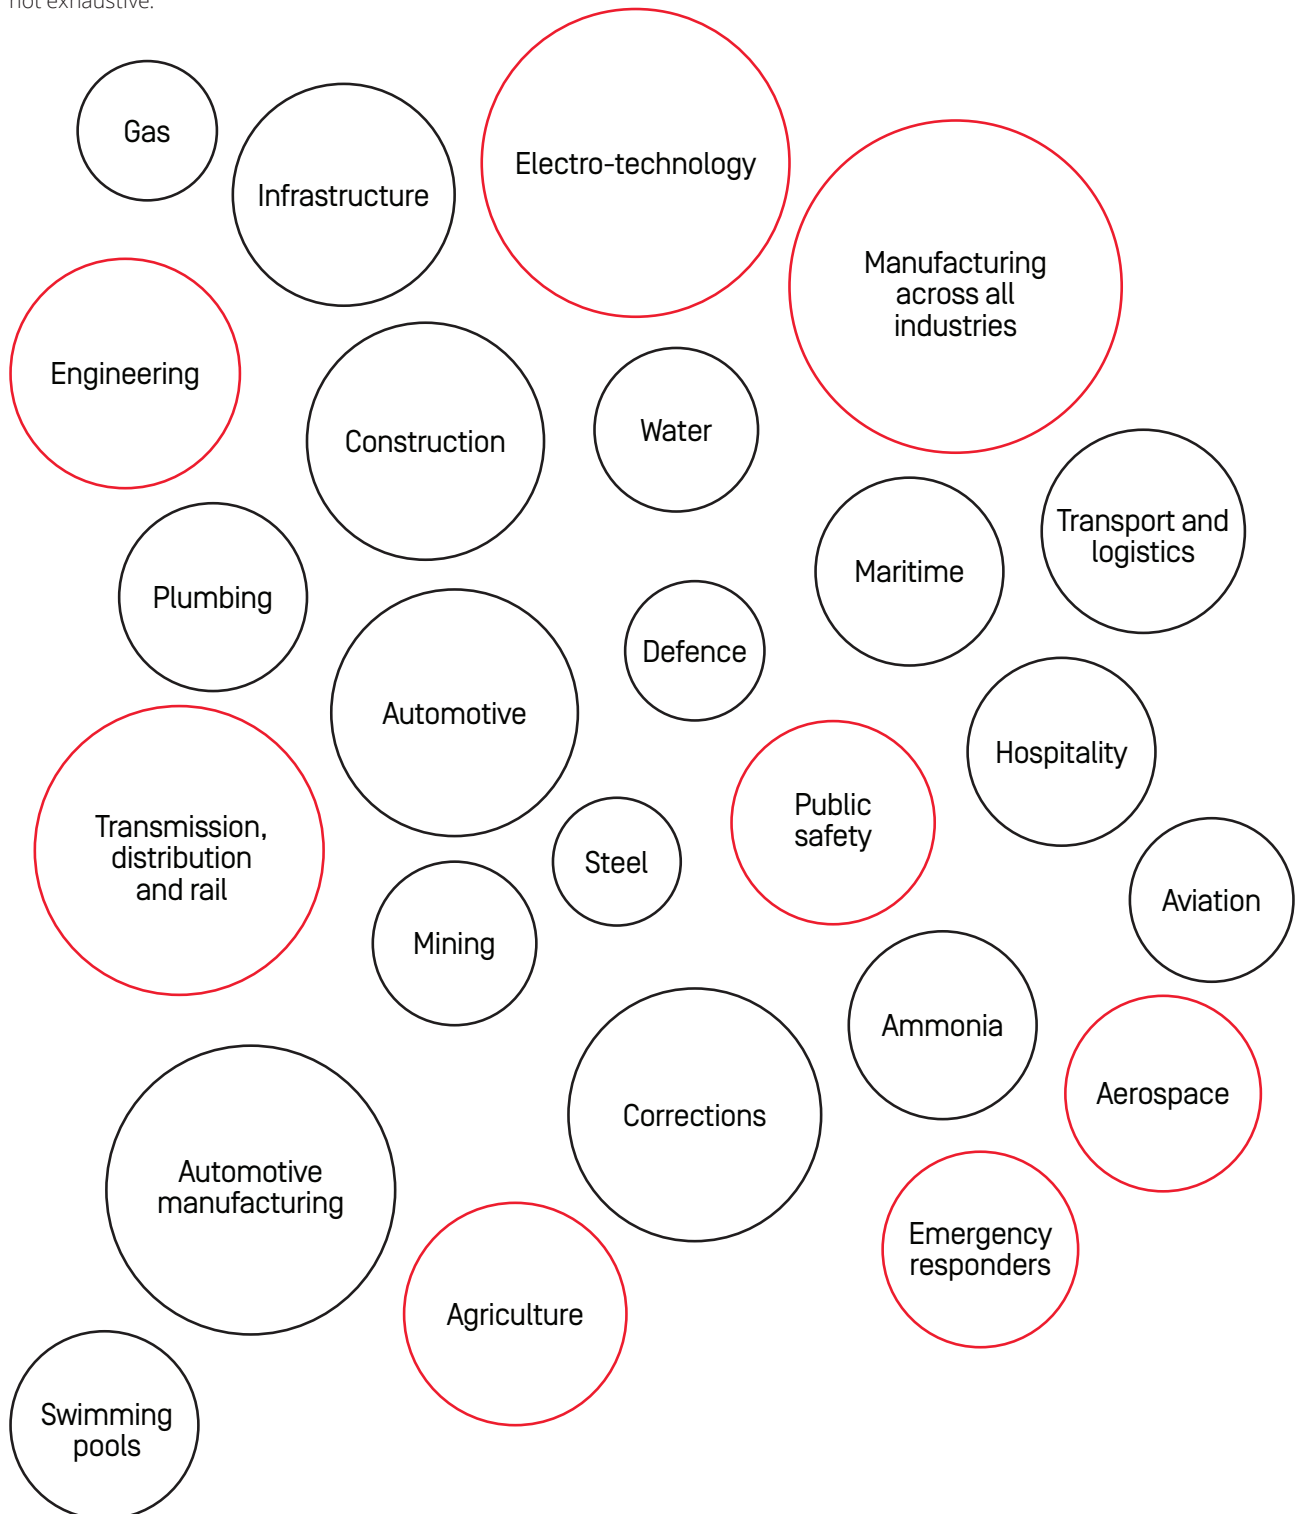 not exhaustive.
Gas
Infrastructure
Electro-technology
Manufacturing
across all
industries
Engineering
Construction
Water
Transport and
logistics
Maritime
Plumbing
Defence
Automotive
Hospitality
Public
safety
Transmission,
distribution
and rail
Steel
Aviation
Mining
Ammonia
Aerospace
Corrections
Automotive
manufacturing
Emergency
responders
Agriculture
Swimming
pools